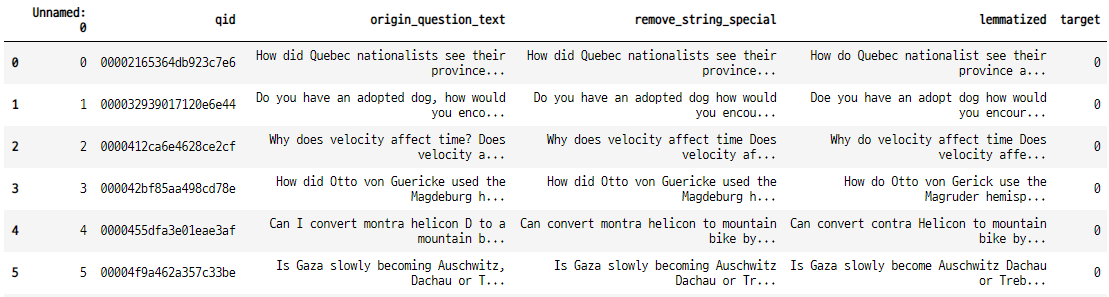 Unnamed: 0 qid origin_question_text remove_string_special lemmatized target
0 0 00002165364db923c7e6 How did Quebec nationalists see their province... How did Quebec nationalists see their province... How do Quebec nationalist see their province a... 0
1 1 000032939017120e6e44 Do you have an adopted dog, how would you enco... Do you have an adopted dog how would you encou... Doe you have an adopt dog how would you encour... 0
2 2 0000412ca6e4628ce2cf Why does velocity affect time? Does velocity a... Why does velocity affect time Does velocity af... Why do velocity affect time Does velocity affe... 0
3 3 000042bf85aa498cd78e How did Otto von Guericke used the Magdeburg h... How did Otto von Guericke used the Magdeburg h... How do Otto von Gerick use the Magruder hemisp... 0
4 4 0000455dfa3e01eae3af Can I convert montra helicon D to a mountain b... Can convert montra helicon to mountain bike by... Can convert contra Helicon to mountain bike by... 0
5 5 00004f9a462a357c33be Is Gaza slowly becoming Auschwitz, Dachau or T... Is Gaza slowly becoming Auschwitz Dachau or Tr... Is Gaza slowly become Auschwitz Dachau or Treb... 0